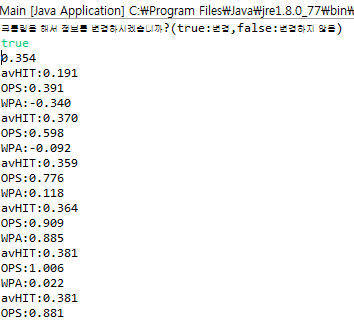 Main [Java Application] C:\Program Files\Java\jre1.8.0_77\bin\
크롤링을 해서 정보를 변경하시겠습니까?(true:변경,false:변경하지 않음)
true
0.354
avHIT:0.191
OPS:0.391
WPA:-0.340
avHIT:0.370
OPS:0.598
WPA:-0.092
avHIT:0.359
OPS:0.776
WPA:0.118
avHIT:0.364
OPS:0.909
WPA:0.885
avHIT:0.381
OPS:1.006
WPA:0.022
avHIT:0.381
OPS:0.881